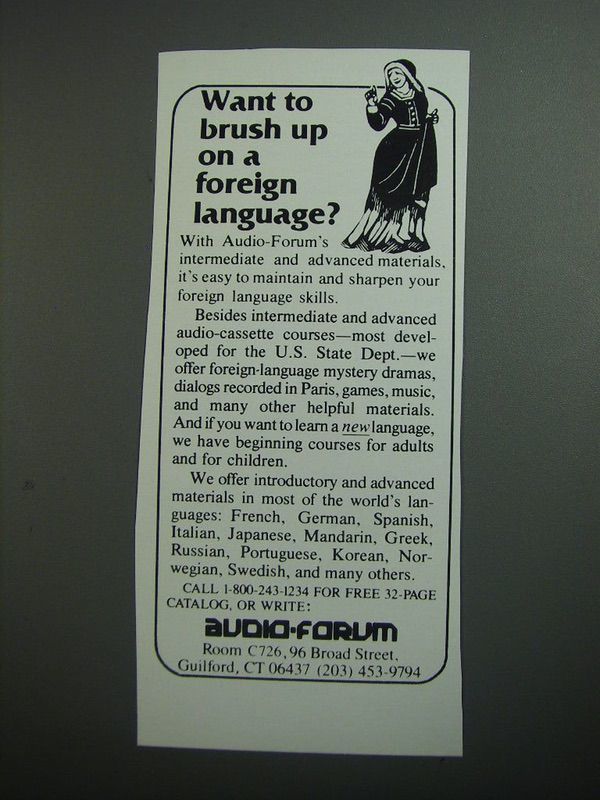 Want to
brush up
on a
foreign
language?
With Audio-Forum's
intermediate and advanced materials,
it's easy to maintain and sharpen your
foreign language skills.
Besides intermediate and advanced
audio-cassette courses—most devel-
oped for the U.S. State Dept.—we
offer foreign-language mystery dramas,
dialogs recorded in Paris, games, music,
and many other helpful materials.
And if you want to learn a new language,
we have beginning courses for adults
and for children.
We offer introductory and advanced
materials in most of the world's lan-
guages: French, German, Spanish,
Italian, Japanese, Mandarin, Greek,
Russian, Portuguese, Korean, Nor-
wegian, Swedish, and many others.
CALL 1-800-243-1234 FOR FREE 32-PAGE
CATALOG, OR WRITE:
AUDIO·FORUM
Room C726, 96 Broad Street,
Guilford, CT 06437 (203) 453-9794